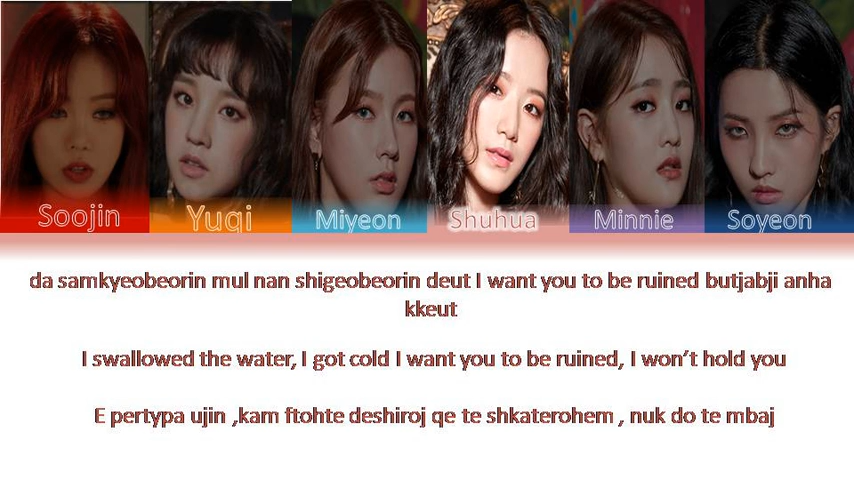 Soojin Yuqi Miyeon Shuhua Minnie Soyeon
da samkyeobeorin mul nan shigeobeorin deut I want you to be ruined butjabji anha
kkeut
I swallowed the water, I got cold I want you to be ruined, I won't hold you
E pertypa ujin ,kam ftohte deshiroj qe te shkaterohem , nuk do te mbaj